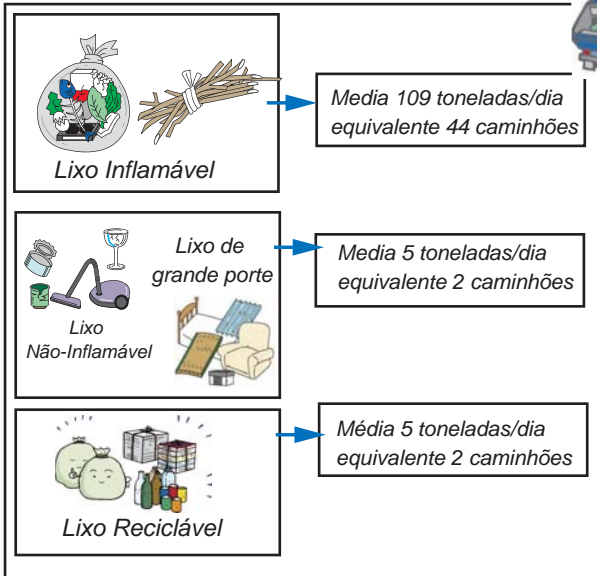 Media 109 toneladas/dia
equivalente 44 caminhões
Lixo Inflamável
Lixo de
grande porte
Media 5 toneladas/dia
equivalente 2 caminhões
Lixo
Não-Inflamável
Média 5 toneladas/dia
equivalente 2 caminhões
Lixo Reciclável